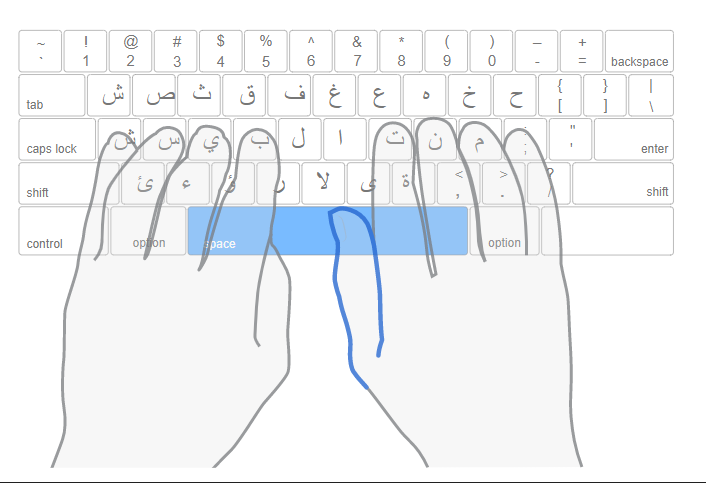 ~ ! @ # $ % ^ & * ( ) – +
` 1 2 3 4 5 6 7 8 9 0 - = backspace
{ } |
tab ش ص ث ق ف غ ع ه خ ح [ ] \
: "
caps lock ش س ي ب ل ا ت ن م ; ' enter
< > ?
shift ئ ء ؤ ر لا ى ة , . / shift
control option space option